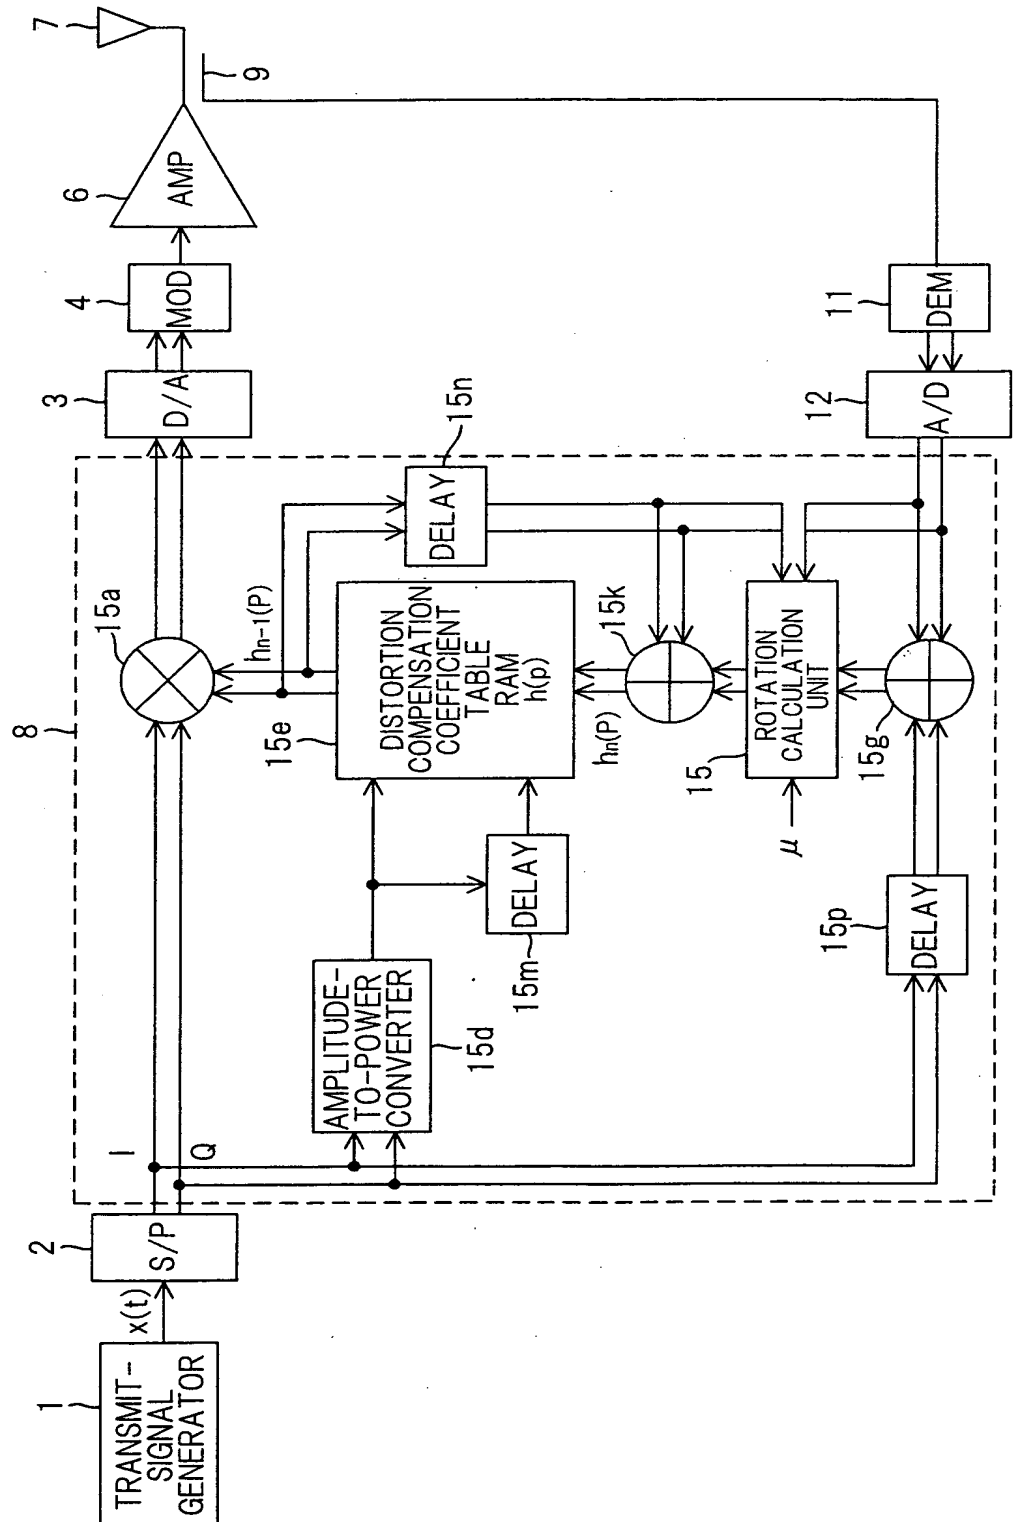 1
TRANSMIT-
SIGNAL
GENERATOR
x(t)
2
S/P
I
Q
8
15a
3
D/A
4
MOD
6
AMP
7
9
hn-1(P)
15e
DISTORTION
COMPENSATION
COEFFICIENT
TABLE
RAM
h(p)
15n
DELAY
AMPLITUDE-
TO-POWER
CONVERTER
15d
15m
DELAY
hn(P)
15k
15
ROTATION
CALCULATION
UNIT
μ
15g
15p
DELAY
12
A/D
11
DEM